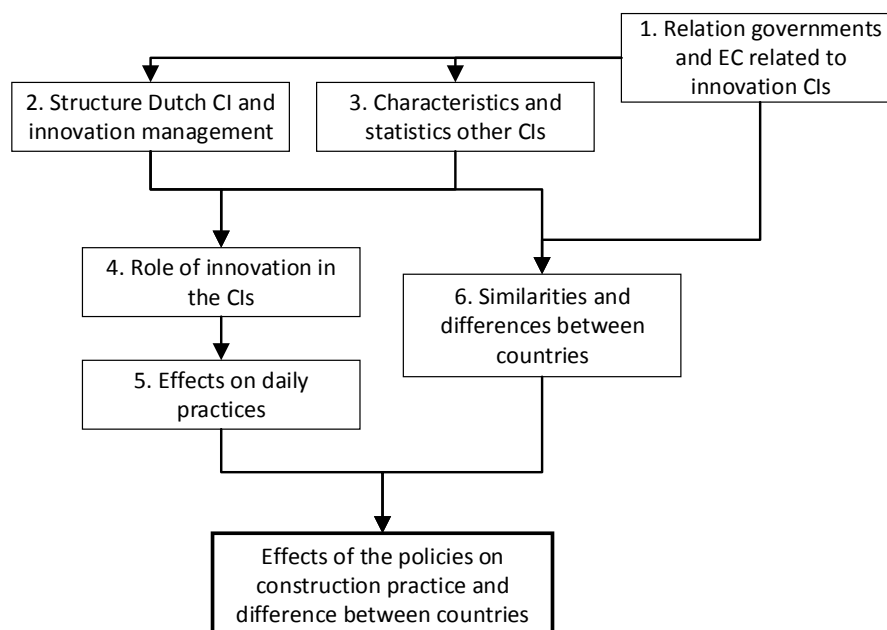 1. Relation governments
and EC related to
innovation CIs
2. Structure Dutch CI and
innovation management
3. Characteristics and
statistics other CIs
4. Role of innovation in
the CIs
5. Effects on daily
practices
6. Similarities and
differences between
countries
Effects of the policies on
construction practice and
difference between countries